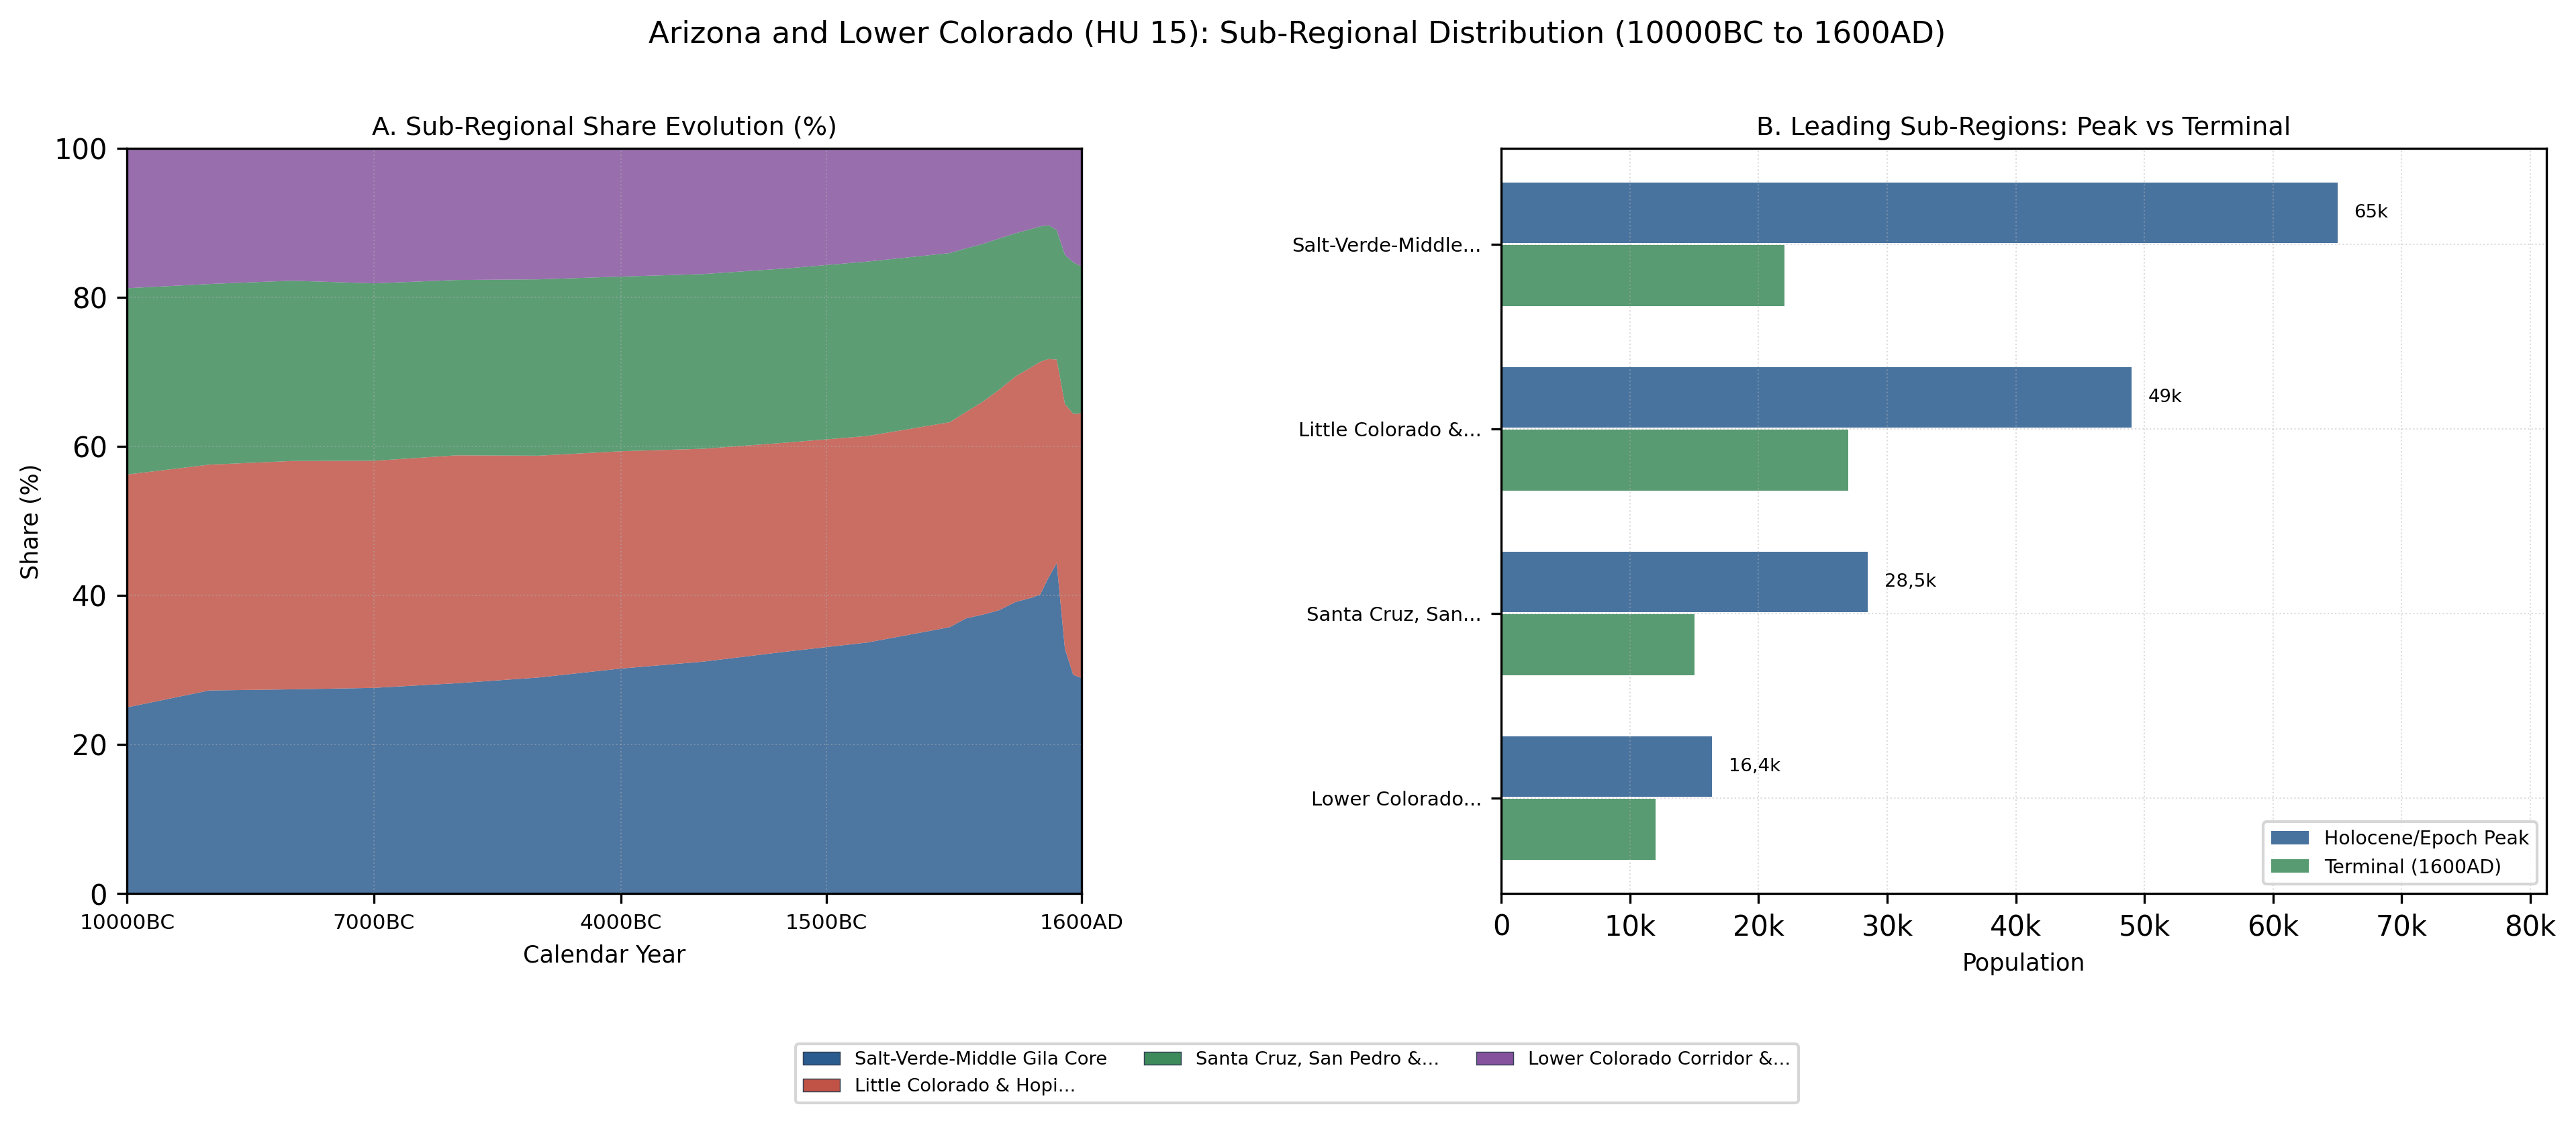 Arizona and Lower Colorado (HU 15): Sub-Regional Distribution (10000BC to 1600AD)
A. Sub-Regional Share Evolution (%)
100
80
60
40
20
0
Share (%)
10000BC 7000BC 4000BC 1500BC 1600AD
Calendar Year
B. Leading Sub-Regions: Peak vs Terminal
Salt-Verde-Middle...
65k
Little Colorado &...
49k
Santa Cruz, San...
28,5k
Lower Colorado...
16,4k
Holocene/Epoch Peak
Terminal (1600AD)
0 10k 20k 30k 40k 50k 60k 70k 80k
Population
Salt-Verde-Middle Gila Core Santa Cruz, San Pedro &... Lower Colorado Corridor &...
Little Colorado & Hopi...